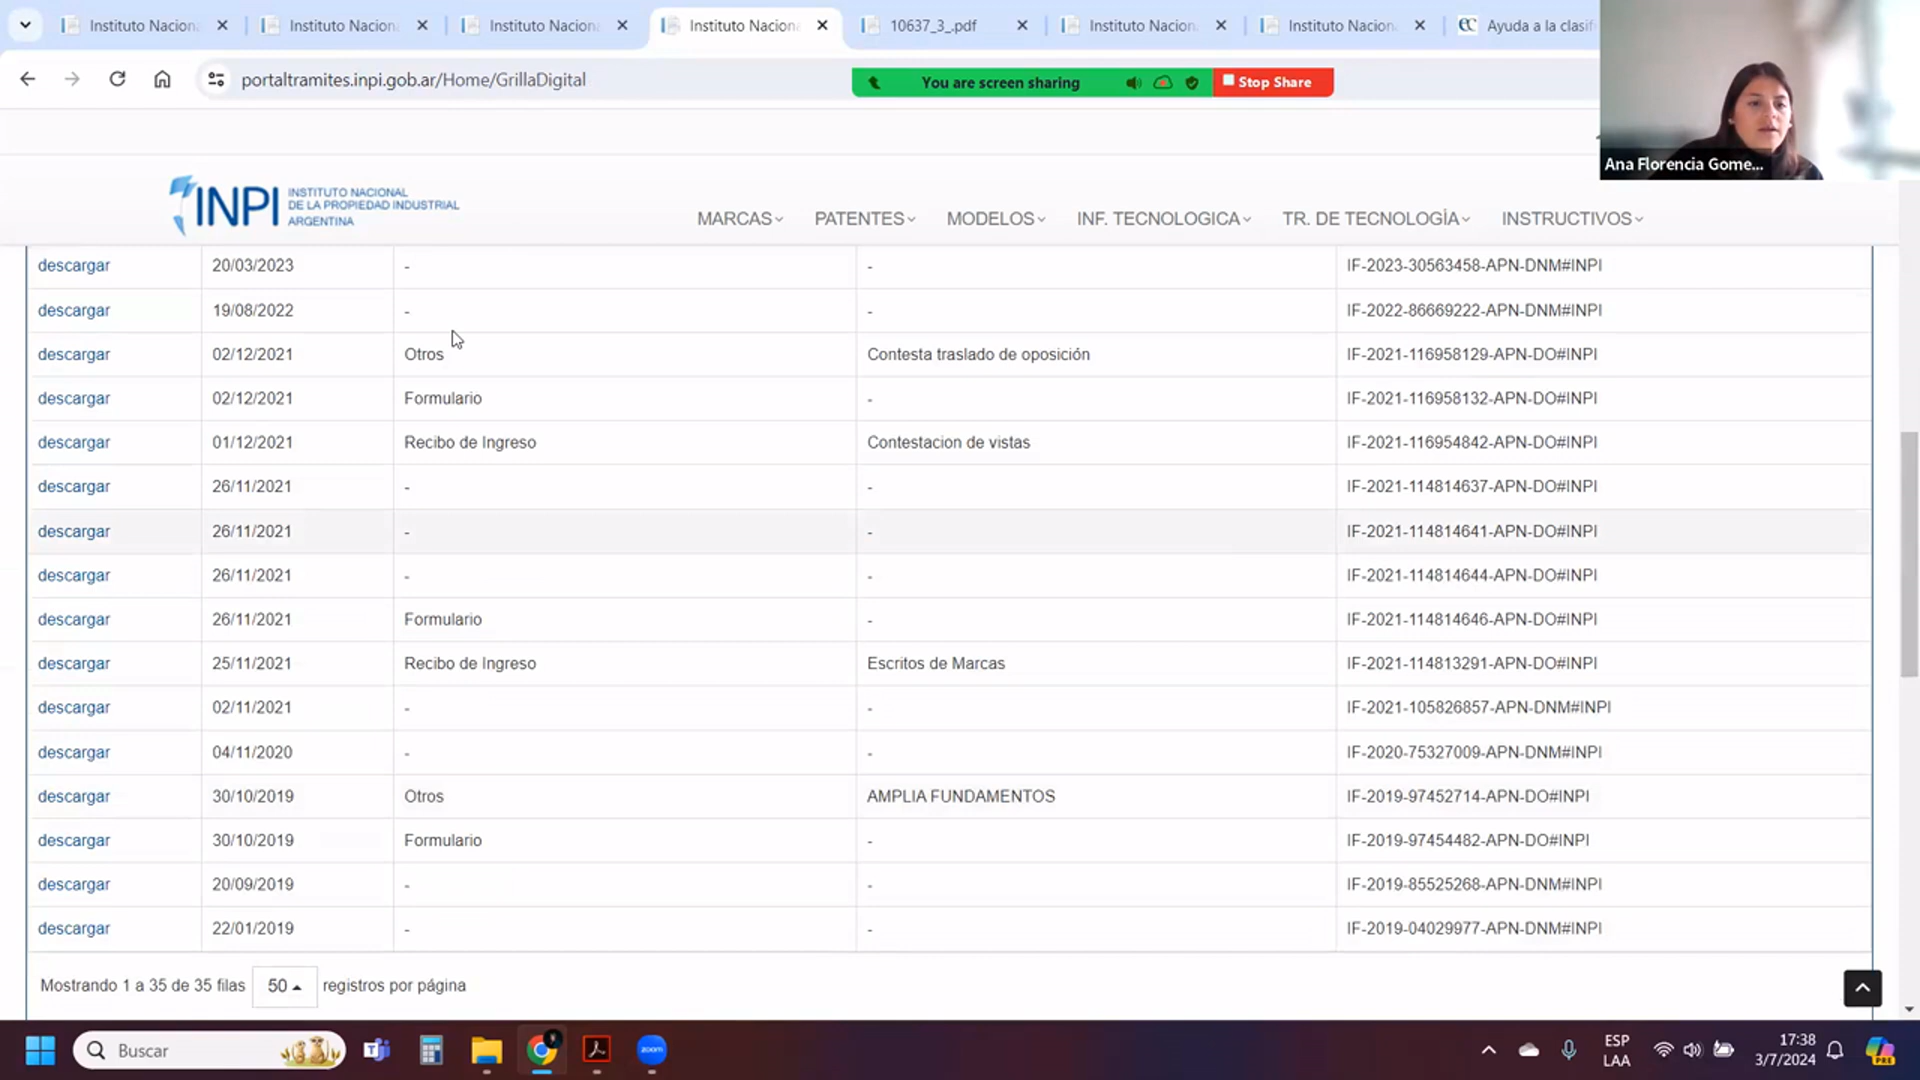 Instituto Nacion
Instituto Nacion
Instituto Nacion
Instituto Nacion
10637_3_.pdf
Instituto Nacion
Instituto Nacion
Ayuda a la clasifi
portaltramites.inpi.gob.ar/Home/GrillaDigital
You are screen sharing
Stop Share
Ana Florencia Gome...
INPI
INSTITUTO NACIONAL
DE LA PROPIEDAD INDUSTRIAL
ARGENTINA
MARCAS
PATENTES
MODELOS
INF. TECNOLOGICA
TR. DE TECNOLOGÍA
INSTRUCTIVOS
descargar 20/03/2023 - - IF-2023-30563458-APN-DNM#INPI
descargar 19/08/2022 - - IF-2022-86669222-APN-DNM#INPI
descargar 02/12/2021 Otros Contesta traslado de oposición IF-2021-116958129-APN-DO#INPI
descargar 02/12/2021 Formulario - IF-2021-116958132-APN-DO#INPI
descargar 01/12/2021 Recibo de Ingreso Contestacion de vistas IF-2021-116954842-APN-DO#INPI
descargar 26/11/2021 - - IF-2021-114814637-APN-DO#INPI
descargar 26/11/2021 - - IF-2021-114814641-APN-DO#INPI
descargar 26/11/2021 - - IF-2021-114814644-APN-DO#INPI
descargar 26/11/2021 Formulario - IF-2021-114814646-APN-DO#INPI
descargar 25/11/2021 Recibo de Ingreso Escritos de Marcas IF-2021-114813291-APN-DO#INPI
descargar 02/11/2021 - - IF-2021-105826857-APN-DNM#INPI
descargar 04/11/2020 - - IF-2020-75327009-APN-DNM#INPI
descargar 30/10/2019 Otros AMPLIA FUNDAMENTOS IF-2019-97452714-APN-DO#INPI
descargar 30/10/2019 Formulario - IF-2019-97454482-APN-DO#INPI
descargar 20/09/2019 - - IF-2019-85525268-APN-DNM#INPI
descargar 22/01/2019 - - IF-2019-04029977-APN-DNM#INPI
Mostrando 1 a 35 de 35 filas 50 registros por página
Buscar
zoom
ESP
LAA
17:38
3/7/2024
PRE